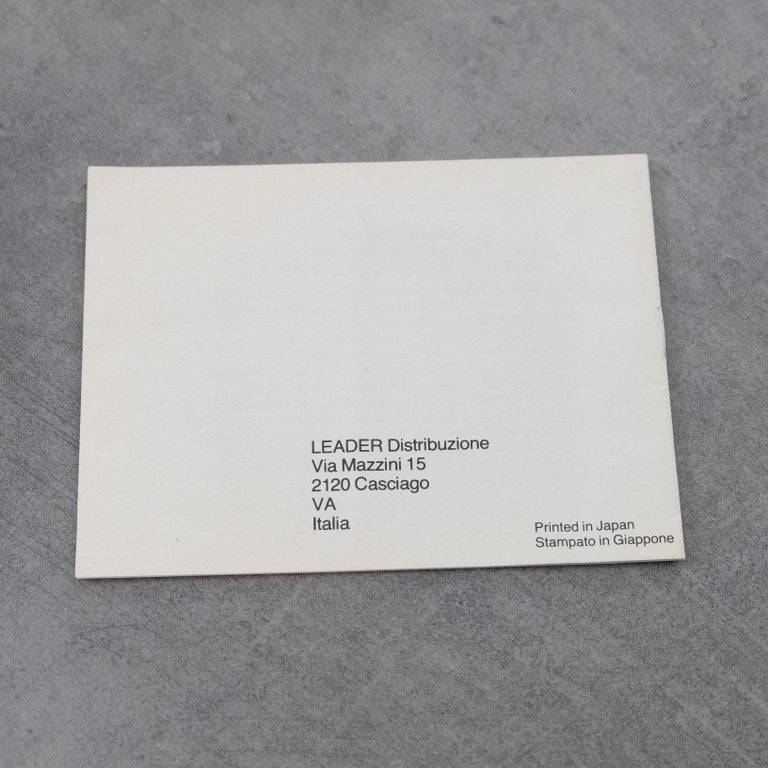 LEADER Distribuzione
Via Mazzini 15
2120 Casciago
VA
Italia
Printed in Japan
Stampato in Giappone